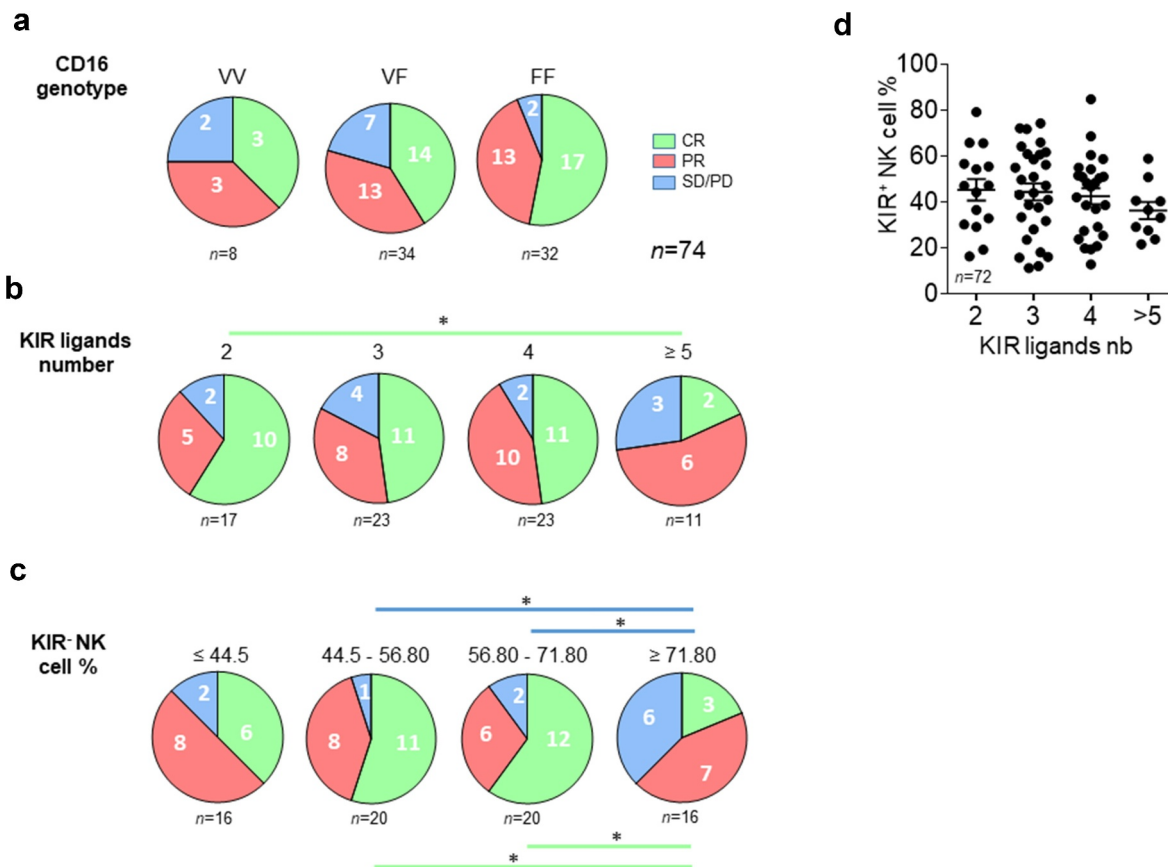 a
CD16
genotype
VV
VF
FF
2
3
3
7
14
13
2
13
17
CR
PR
SD/PD
n=8
n=34
n=32
n=74
b
KIR ligands
number
*
2
3
4
≥ 5
2
10
5
4
11
8
2
11
10
3
2
6
n=17
n=23
n=23
n=11
c
*
*
KIR- NK
cell %
≤ 44.5
44.5 - 56.80
56.80 - 71.80
≥ 71.80
2
6
8
1
11
8
2
12
6
6
3
7
n=16
n=20
n=20
n=16
*
*
d
KIR+ NK cell %
100
80
60
40
20
0
n=72
2
3
4
>5
KIR ligands nb